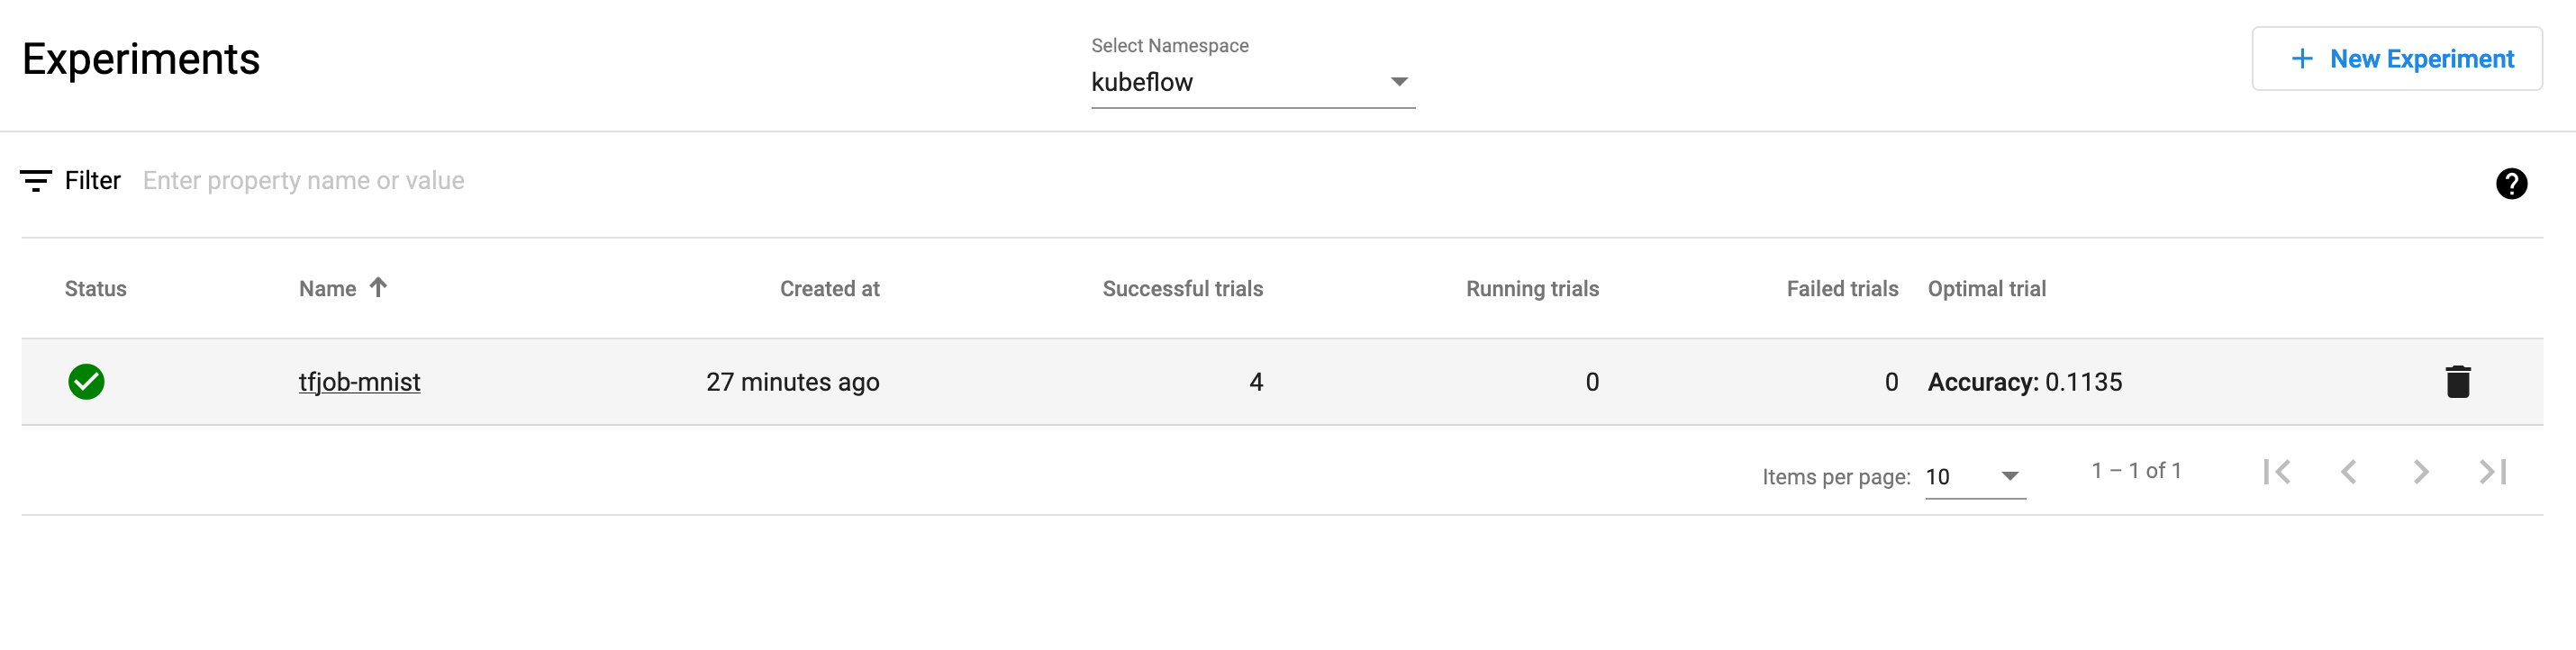 Experiments
Select Namespace
kubeflow
New Experiment
Filter Enter property name or value
Status Name Created at Successful trials Running trials Failed trials Optimal trial
tfjob-mnist 27 minutes ago 4 0 0 Accuracy: 0.1135
Items per page: 10 1 – 1 of 1